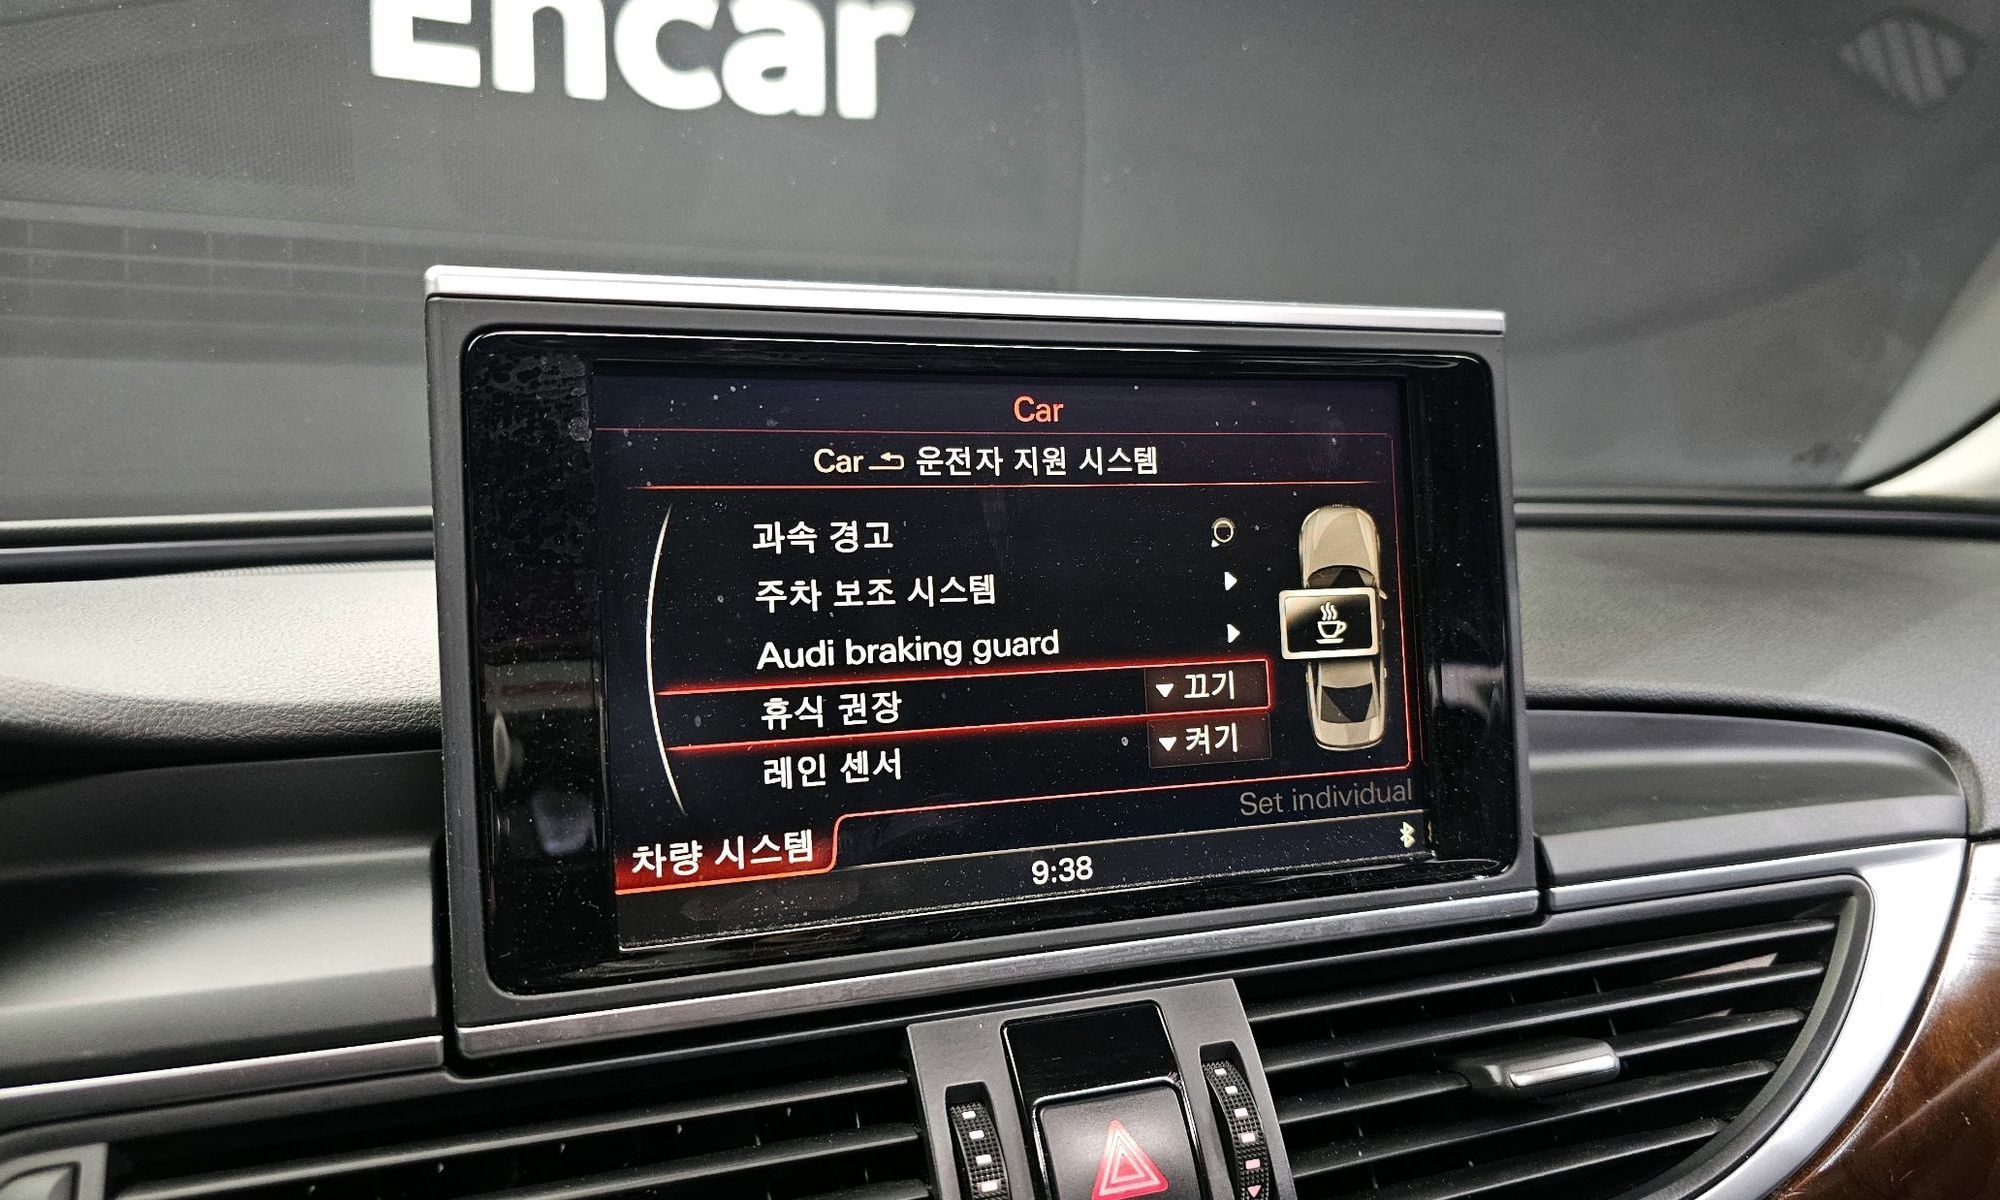 Encar
Car
Car 운전자 지원 시스템
과속 경고
주차 보조 시스템
Audi braking guard
휴식 권장 끄기
레인 센서 켜기
Set individual
차량 시스템
9:38